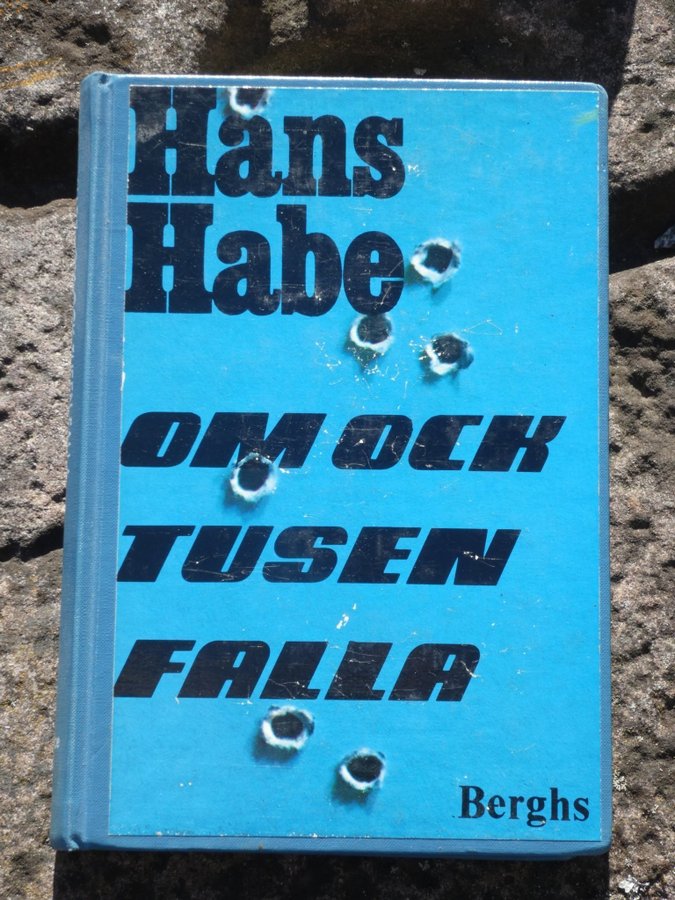 Hans
Habe
OM OCK
TUSEN
FALLA
Berghs